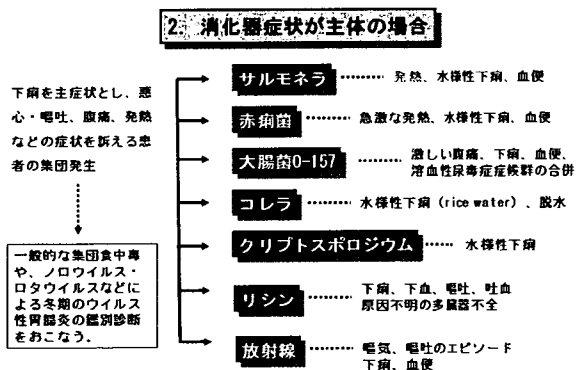 2. 消化器症状が主体の場合
下痢を主症状とし、悪
心・嘔吐、腹痛、発熱
などの症状を訴える患
者の集団発生
一般的な集団食中毒
や、ノロウイルス・
ロタウイルスなどに
よる冬期のウイルス
性胃腸炎の鑑別診断
をおこなう。
サルモネラ
発熱、水様性下痢、血便
赤痢菌
急激な発熱、水様性下痢、血便
大腸菌O-157
激しい腹痛、下痢、血便、
溶血性尿毒症症候群の合併
コレラ
水様性下痢（rice water）、脱水
クリプトスポロジウム
水様性下痢
リシン
下痢、下血、嘔吐、吐血
原因不明の多臓器不全
放射線
嘔気、嘔吐のエピソード
下痢、血便